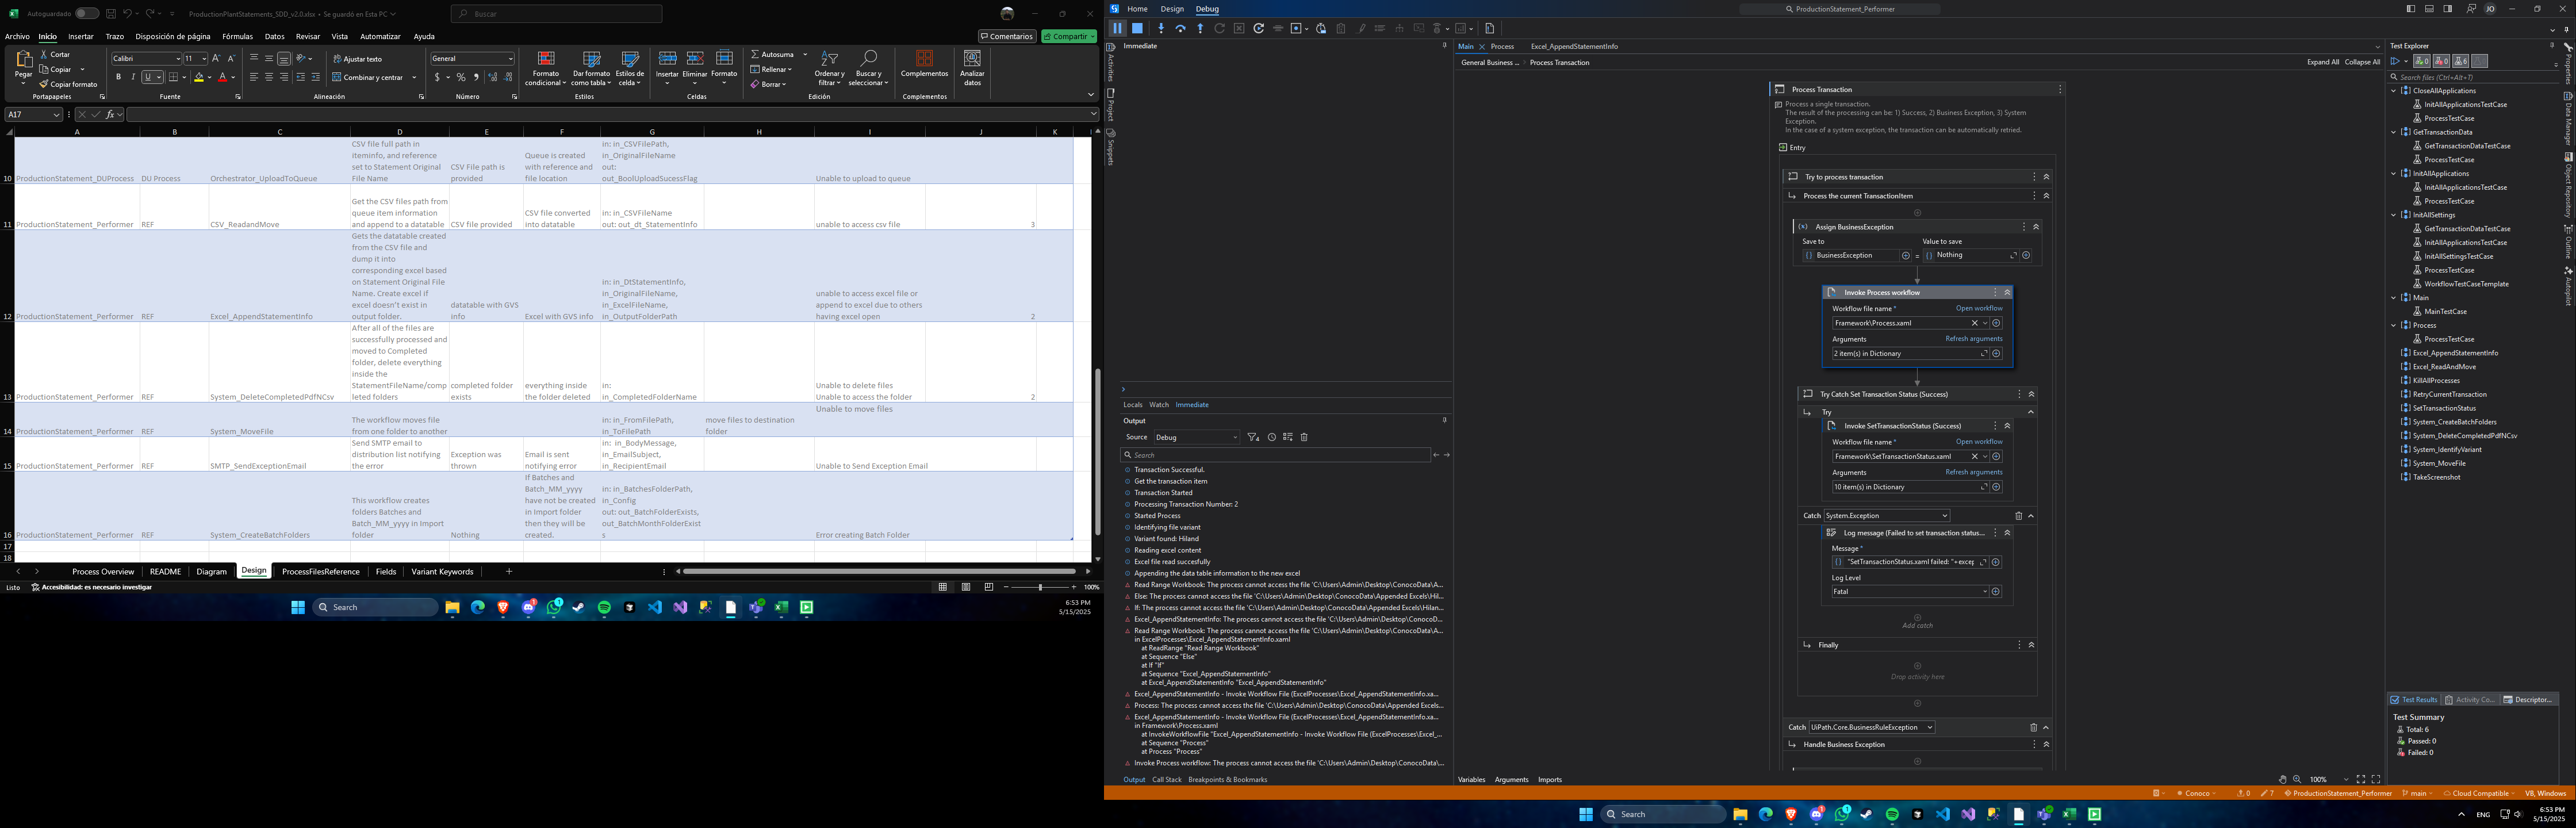 Autoguardado
ProductionPlantStatements_SDD_v2.0.xlsx • Se guardó en Esta PC
Buscar
Archivo Inicio Insertar Trazo Disposición de página Fórmulas Datos Revisar Vista Automatizar Ayuda
Comentarios Compartir
Pegar
Cortar
Copiar
Copiar formato
Portapapeles
Calibri 11
Fuente
Ajustar texto
Combinar y centrar
Alineación
General
Número
Formato condicional
Dar formato como tabla
Estilos de celda
Estilos
Insertar Eliminar Formato
Celdas
Autosuma
Rellenar
Borrar
Ordenar y filtrar
Buscar y seleccionar
Edición
Complementos
Complementos
Analizar datos
A17
A B C D E F G H I J K
10 ProductionStatement_DUProcess DU Process Orchestrator_UploadToQueue
CSV file full path in
iteminfo, and reference
set to Statement Original
File Name
CSV File path is
provided
Queue is created
with reference and
file location
in: in_CSVFilePath,
in_OriginalFileName
out:
out_BoolUploadSucessFlag
Unable to upload to queue
11 ProductionStatement_Performer REF CSV_ReadandMove
Get the CSV files path from
queue item information
and append to a datatable
CSV file provided
CSV file converted
into datatable
in: in_CSVFileName
out: out_dt_StatementInfo
unable to access csv file
3
12 ProductionStatement_Performer REF Excel_AppendStatementInfo
Gets the datatable created
from the CSV file and
dump it into
corresponding excel based
on Statement Original File
Name. Create excel if
excel doesn't exist in
output folder.
datatable with GVS
info
Excel with GVS info
in: in_DtStatementInfo,
in_OriginalFileName,
in_ExcelFileName,
in_OutputFolderPath
unable to access excel file or
append to excel due to others
having excel open
2
13 ProductionStatement_Performer REF System_DeleteCompletedPdfNCsv
After all of the files are
successfully processed and
moved to Completed
folder, delete everything
inside the
StatementFileName/comp
leted folders
completed folder
exists
everything inside
the folder deleted
in:
in_CompletedFolderName
Unable to delete files
Unable to access the folder
2
14 ProductionStatement_Performer REF System_MoveFile
The workflow moves file
from one folder to another
in: in_FromFilePath,
in_ToFilePath
move files to destination
folder
Unable to move files
15 ProductionStatement_Performer REF SMTP_SendExceptionEmail
Send SMTP email to
distribution list notifying
the error
Exception was
thrown
Email is sent
notifying error
in: in_BodyMessage,
in_EmailSubject,
in_RecipientEmail
Unable to Send Exception Email
16 ProductionStatement_Performer REF System_CreateBatchFolders
This workflow creates
folders Batches and
Batch_MM_yyyy in Import
folder
Nothing
If Batches and
Batch_MM_yyyy
have not be created
in Import folder
then they will be
created.
in: in_BatchesFolderPath,
in_Config
out: out_BatchFolderExists,
out_BatchMonthFolderExist
s
Error creating Batch Folder
17
18
Process Overview README Diagram Design ProcessFilesReference Fields Variant Keywords
Listo Accesibilidad: es necesario investigar
100%
Search
6:53 PM
5/15/2025
Home Design Debug
ProductionStatement_Performer
JO
Activities
Project
Snippets
Immediate
Locals Watch Immediate
Output
Source Debug
Search
Transaction Successful.
Get the transaction item
Transaction Started
Processing Transaction Number: 2
Started Process
Identifying file variant
Variant found: Hiland
Reading excel content
Excel file read succesfully
Appending the data table information to the new excel
Read Range Workbook: The process cannot access the file 'C:\Users\Admin\Desktop\ConocoData\A...
Else: The process cannot access the file 'C:\Users\Admin\Desktop\ConocoData\Appended Excels\Hil...
If: The process cannot access the file 'C:\Users\Admin\Desktop\ConocoData\Appended Excels\Hilan...
Excel_AppendStatementInfo: The process cannot access the file 'C:\Users\Admin\Desktop\ConocoD...
Read Range Workbook: The process cannot access the file 'C:\Users\Admin\Desktop\ConocoData\A...
in ExcelProcesses\Excel_AppendStatementInfo.xaml
at ReadRange "Read Range Workbook"
at Sequence "Else"
at If "If"
at Sequence "Excel_AppendStatementInfo"
at Excel_AppendStatementInfo "Excel_AppendStatementInfo"
Excel_AppendStatementInfo - Invoke Workflow File (ExcelProcesses\Excel_AppendStatementInfo.xa...
Process: The process cannot access the file 'C:\Users\Admin\Desktop\ConocoData\Appended Excels...
Excel_AppendStatementInfo - Invoke Workflow File (ExcelProcesses\Excel_AppendStatementInfo.xa...
in Framework\Process.xaml
at InvokeWorkflowFile "Excel_AppendStatementInfo - Invoke Workflow File (ExcelProcesses\Excel_...
at Sequence "Process"
at Process "Process"
Invoke Process workflow: The process cannot access the file 'C:\Users\Admin\Desktop\ConocoData\...
Output Call Stack Breakpoints & Bookmarks
Main Process Excel_AppendStatementInfo
General Business ... Process Transaction
Expand All Collapse All
Process Transaction
Process a single transaction.
The result of the processing can be: 1) Success, 2) Business Exception, 3) System
Exception.
In the case of a system exception, the transaction can be automatically retried.
Entry
Try to process transaction
Process the current TransactionItem
Assign BusinessException
Save to Value to save
BusinessException = Nothing
Invoke Process workflow
Workflow file name * Open workflow
Framework\Process.xaml
Arguments Refresh arguments
2 item(s) in Dictionary
Try Catch Set Transaction Status (Success)
Try
Invoke SetTransactionStatus (Success)
Workflow file name * Open workflow
Framework\SetTransactionStatus.xaml
Arguments Refresh arguments
10 item(s) in Dictionary
Catch System.Exception
Log message (Failed to set transaction status...
Message *
"SetTransactionStatus.xaml failed: "+excep
Log Level
Fatal
Add catch
Finally
Drop activity here
Catch UiPath.Core.BusinessRuleException
Handle Business Exception
Variables Arguments Imports
100%
Test Explorer
0 0 6
Search files (Ctrl+Alt+T)
CloseAllApplications
InitAllApplicationsTestCase
ProcessTestCase
GetTransactionData
GetTransactionDataTestCase
ProcessTestCase
InitAllApplications
InitAllApplicationsTestCase
ProcessTestCase
InitAllSettings
GetTransactionDataTestCase
InitAllApplicationsTestCase
InitAllSettingsTestCase
ProcessTestCase
WorkflowTestCaseTemplate
Main
MainTestCase
Process
ProcessTestCase
Excel_AppendStatementInfo
Excel_ReadAndMove
KillAllProcesses
RetryCurrentTransaction
SetTransactionStatus
System_CreateBatchFolders
System_DeleteCompletedPdfNCsv
System_IdentifyVariant
System_MoveFile
TakeScreenshot
Test Results Activity Co... Descriptor...
Test Summary
Total: 6
Passed: 0
Failed: 0
Properties
Data Manager
Object Repository
Outline
Autopilot
Conoco 0 7 ProductionStatement_Performer main Cloud Compatible VB, Windows
Search
ENG
6:53 PM
5/15/2025